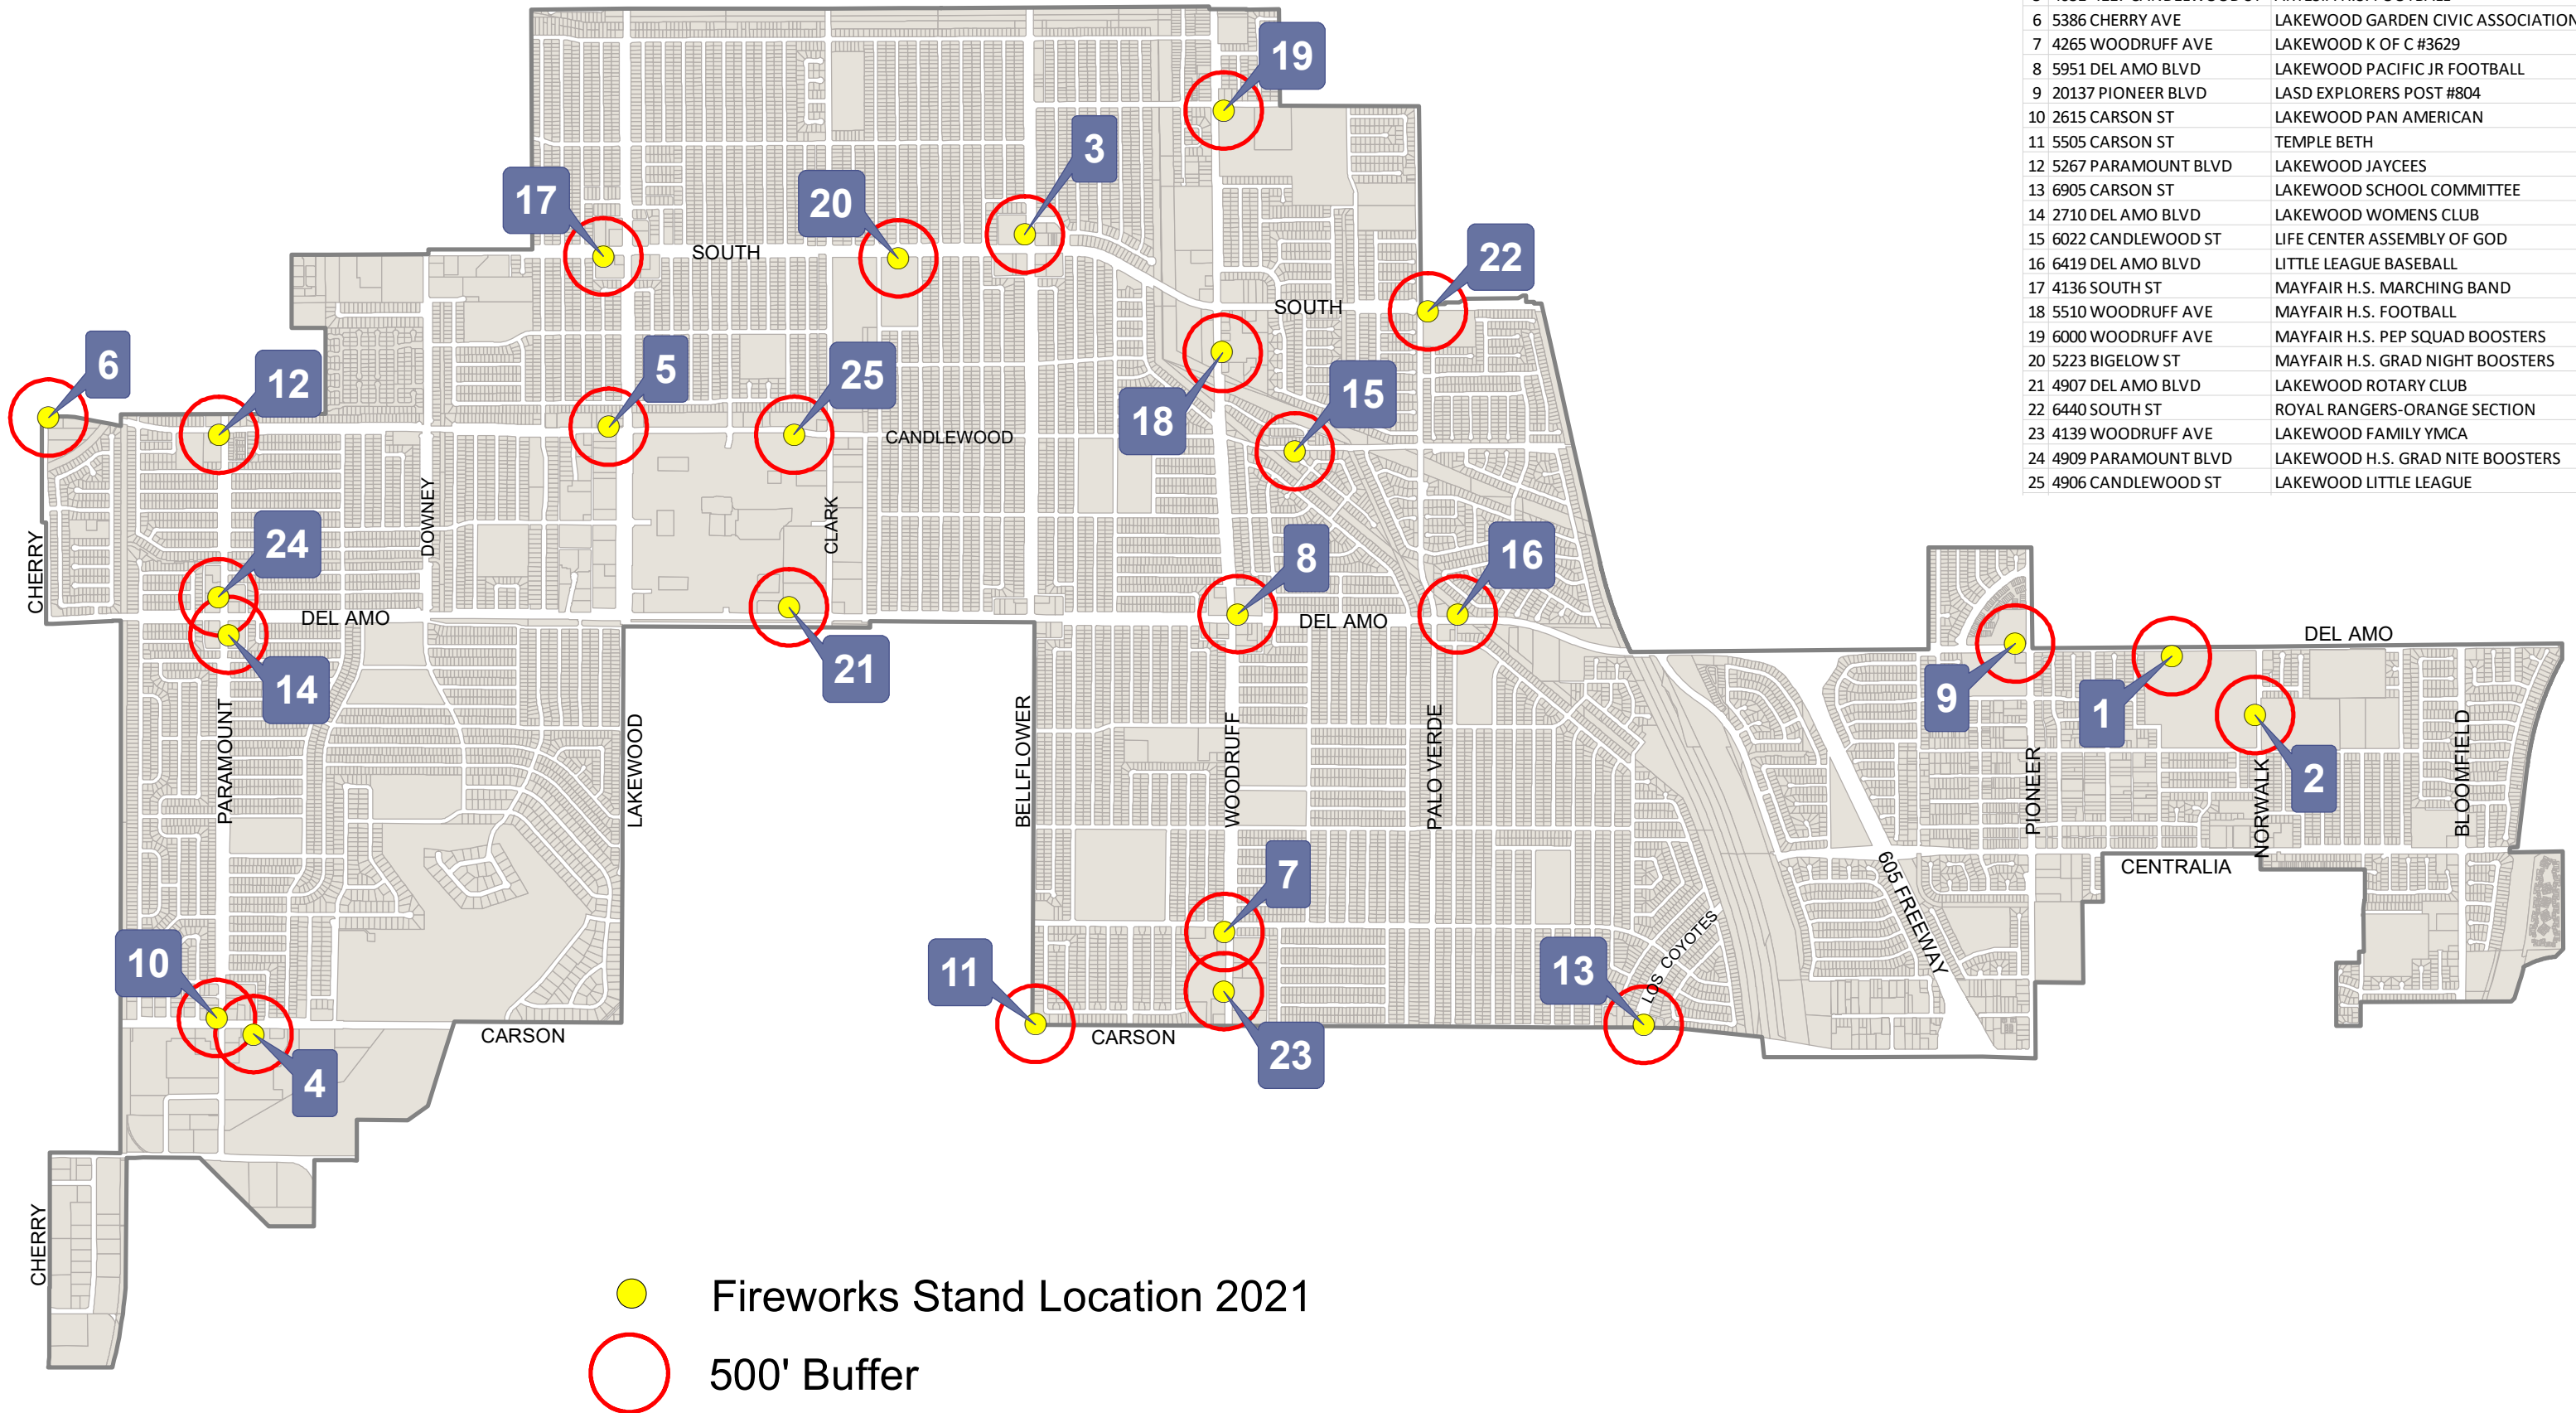 6 5386 CHERRY AVE LAKEWOOD GARDEN CIVIC ASSOCIATION
7 4265 WOODRUFF AVE LAKEWOOD K OF C #3629
8 5951 DEL AMO BLVD LAKEWOOD PACIFIC JR FOOTBALL
9 20137 PIONEER BLVD LASD EXPLORERS POST #804
10 2615 CARSON ST LAKEWOOD PAN AMERICAN
11 5505 CARSON ST TEMPLE BETH
12 5267 PARAMOUNT BLVD LAKEWOOD JAYCEES
13 6905 CARSON ST LAKEWOOD SCHOOL COMMITTEE
14 2710 DEL AMO BLVD LAKEWOOD WOMENS CLUB
15 6022 CANDLEWOOD ST LIFE CENTER ASSEMBLY OF GOD
16 6419 DEL AMO BLVD LITTLE LEAGUE BASEBALL
17 4136 SOUTH ST MAYFAIR H.S. MARCHING BAND
18 5510 WOODRUFF AVE MAYFAIR H.S. FOOTBALL
19 6000 WOODRUFF AVE MAYFAIR H.S. PEP SQUAD BOOSTERS
20 5223 BIGELOW ST MAYFAIR H.S. GRAD NIGHT BOOSTERS
21 4907 DEL AMO BLVD LAKEWOOD ROTARY CLUB
22 6440 SOUTH ST ROYAL RANGERS-ORANGE SECTION
23 4139 WOODRUFF AVE LAKEWOOD FAMILY YMCA
24 4909 PARAMOUNT BLVD LAKEWOOD H.S. GRAD NITE BOOSTERS
25 4906 CANDLEWOOD ST LAKEWOOD LITTLE LEAGUE
19
3
17
20
SOUTH
22
SOUTH
6
12
5
25
15
18
CANDLEWOOD
DOWNEY
CLARK
CHERRY
24
8
16
DEL AMO
DEL AMO
DEL AMO
21
14
9
1
2
PARAMOUNT
LAKEWOOD
BELLFLOWER
WOODRUFF
PALO VERDE
PIONEER
NORWALK
BLOOMFIELD
CENTRALIA
605 FREEWAY
7
10
11
13
LOS COYOTES
CARSON
CARSON
4
23
CHERRY
Fireworks Stand Location 2021
500' Buffer